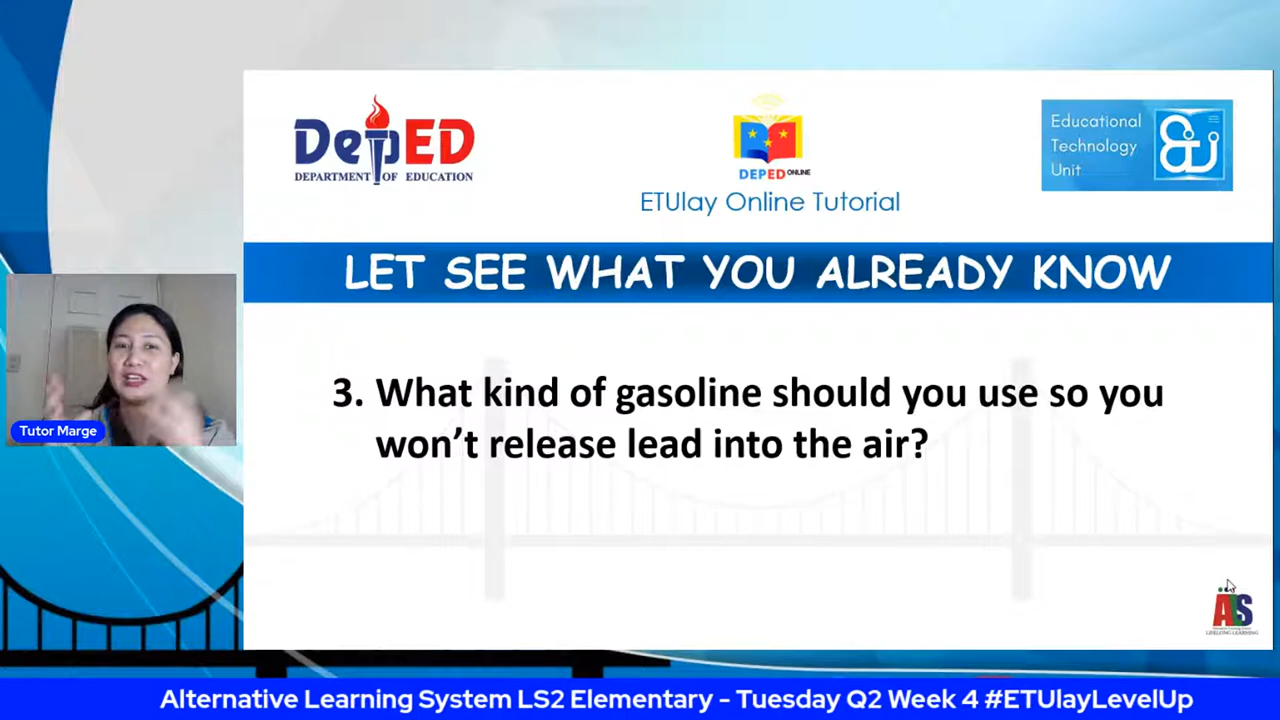 DepED
DEPARTMENT OF EDUCATION
DEPED ONLINE
ETUlay Online Tutorial
Educational
Technology
Unit
LET SEE WHAT YOU ALREADY KNOW
3. What kind of gasoline should you use so you
won't release lead into the air?
Tutor Marge
ALS
LIFELONG LEARNING
Alternative Learning System LS2 Elementary - Tuesday Q2 Week 4 #ETUlayLevelUp